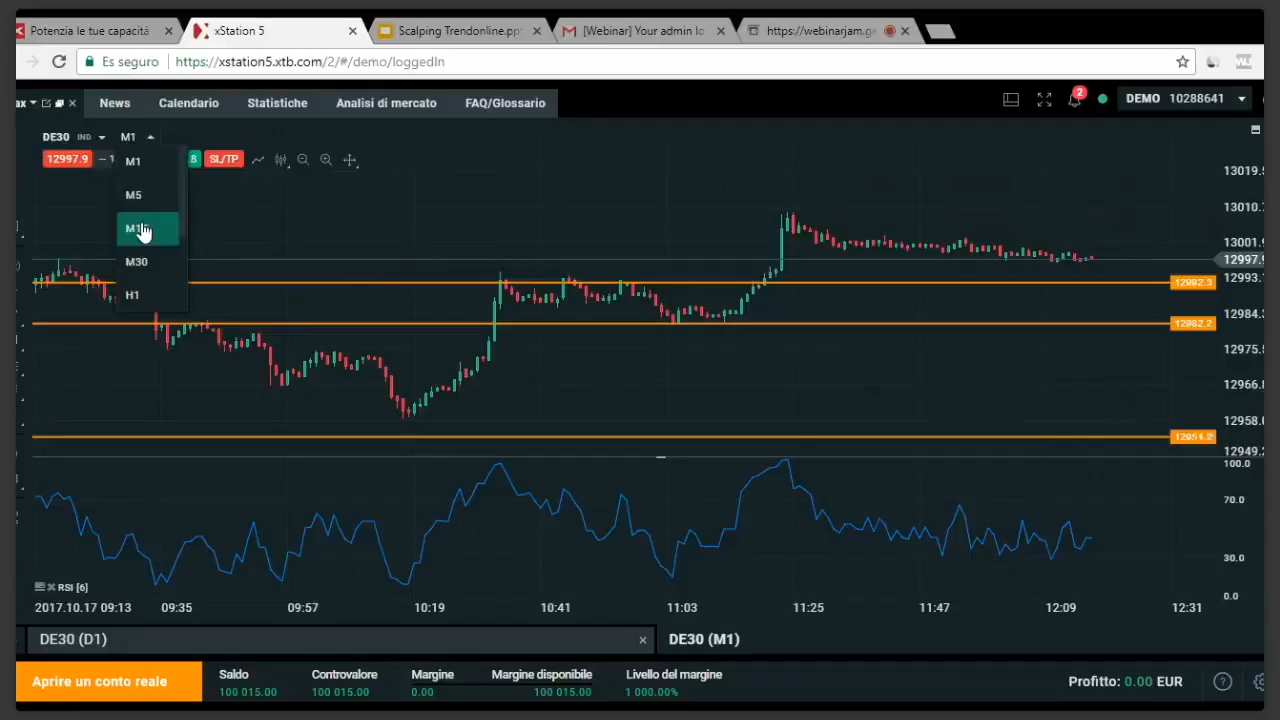 Potenzia le tue capacità
xStation 5
Scalping Trendonline.pp
[Webinar] Your admin lo
https://webinarjam.ge
Es seguro
https://xstation5.xtb.com/2/#/demo/loggedIn
ax
News
Calendario
Statistiche
Analisi di mercato
FAQ/Glossario
2
DEMO 10288641
DE30 IND M1
12997.9
SL/TP
M1
M5
M30
H1
13019.5
13010.7
13001.9
12997.9
12993.
12992.3
12984.3
12982.2
12975.5
12966.8
12958.0
12951.2
12949.2
100.0
70.0
30.0
0.0
RSI [6]
2017.10.17 09:13
09:35
09:57
10:19
10:41
11:03
11:25
11:47
12:09
12:31
DE30 (D1)
DE30 (M1)
Aprire un conto reale
Saldo
100 015.00
Controvalore
100 015.00
Margine
0.00
Margine disponibile
100 015.00
Livello del margine
1 000.00%
Profitto: 0.00 EUR